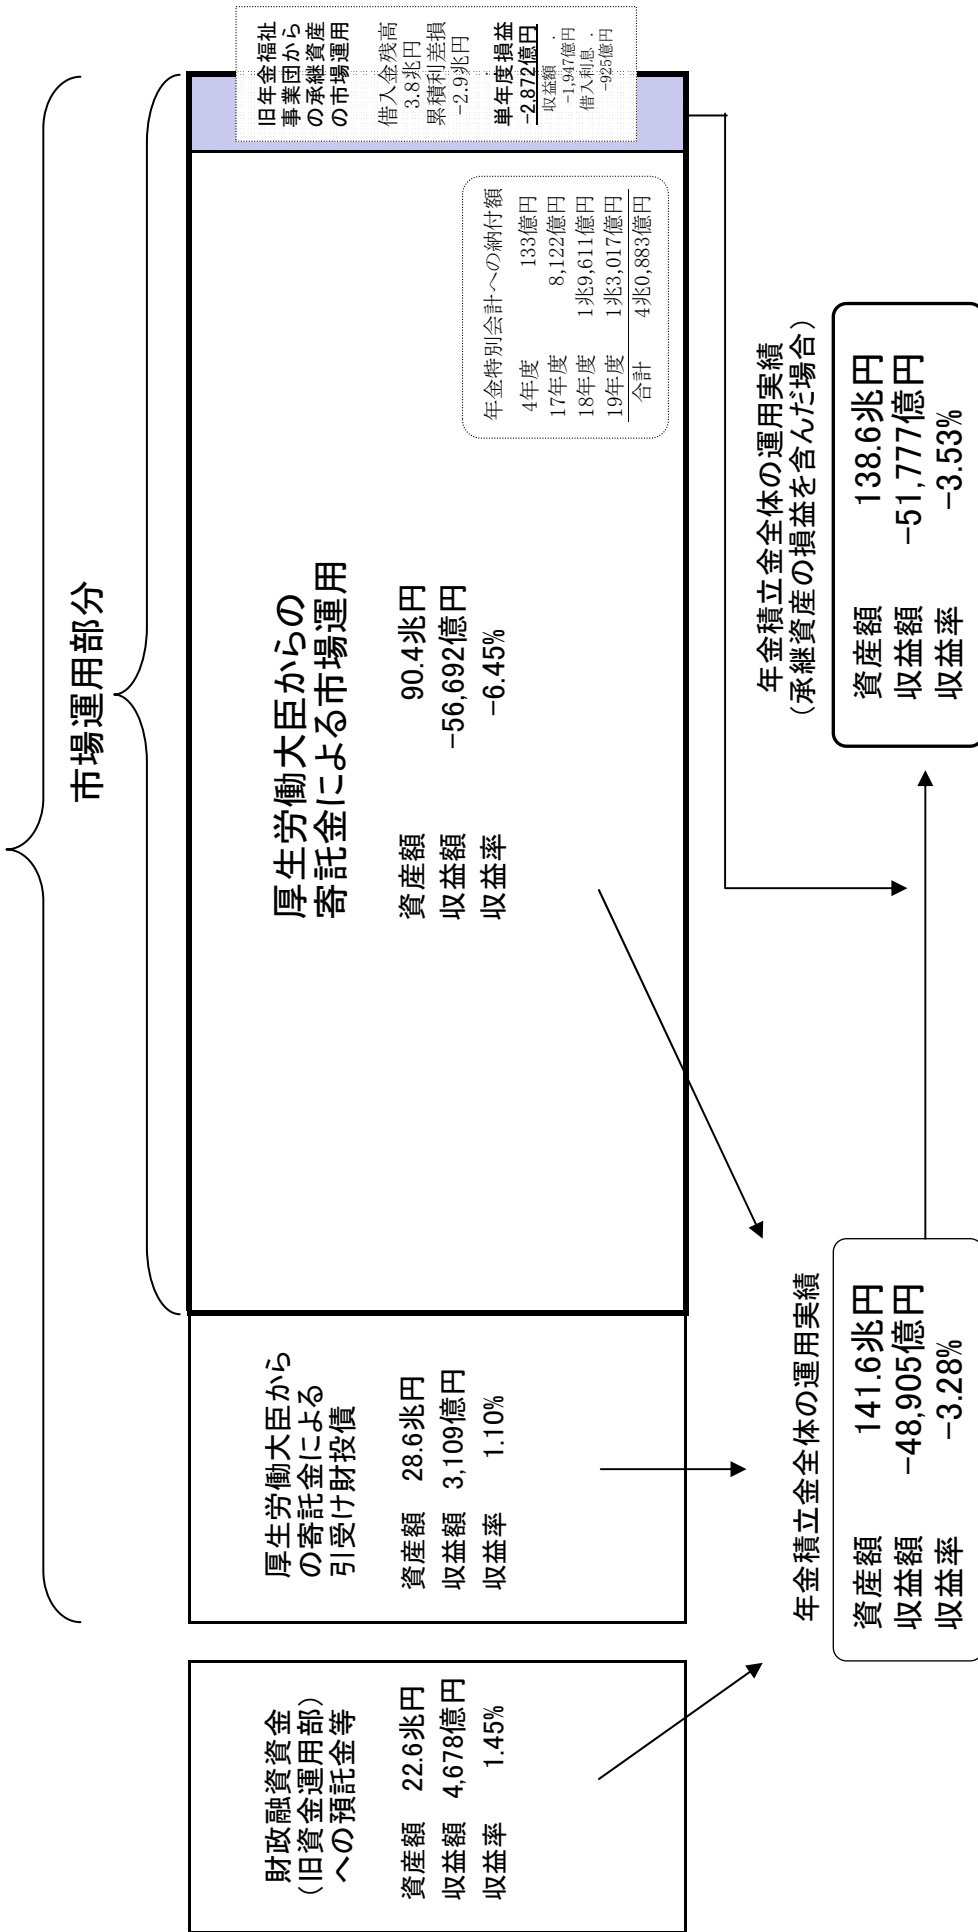 市場運用部分
財政融資資金
（旧資金運用部）
への預託金等
資産額 22.6兆円
収益額 4,678億円
収益率 1.45%
厚生労働大臣から
の寄託金による
引受け財投債
資産額 28.6兆円
収益額 3,109億円
収益率 1.10%
厚生労働大臣からの
寄託金による市場運用
資産額 90.4兆円
収益額 -56,692億円
収益率 -6.45%
年金特別会計への納付額
4年度 133億円
17年度 8,122億円
18年度 1兆9,611億円
19年度 1兆3,017億円
合計 4兆0,883億円
旧年金福祉
事業団から
の承継資産
の市場運用
借入金残高
3.8兆円
累積利差損
-2.9兆円
単年度損益
-2,872億円
収益額
-1,947億円
借入利息
-925億円
年金積立金全体の運用実績
資産額 141.6兆円
収益額 -48,905億円
収益率 -3.28%
年金積立金全体の運用実績
（承継資産の損益を含んだ場合）
資産額 138.6兆円
収益額 -51,777億円
収益率 -3.53%